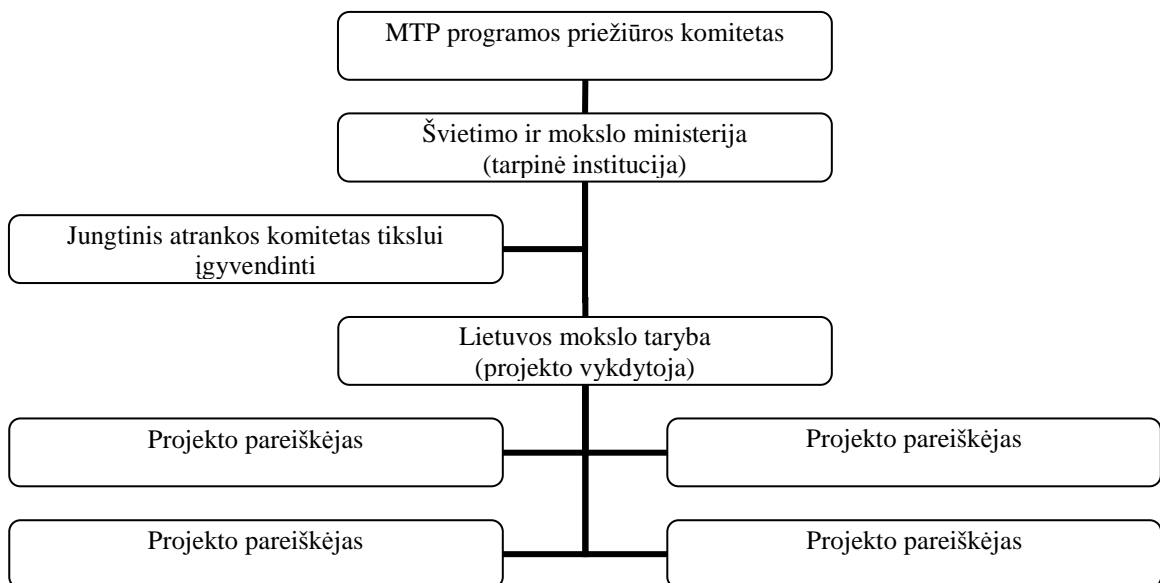 MTP programos priežiūros komitetas
Švietimo ir mokslo ministerija
(tarpinė institucija)
Jungtinis atrankos komitetas tikslui
įgyvendinti
Lietuvos mokslo taryba
(projekto vykdytoja)
Projekto pareiškėjas
Projekto pareiškėjas
Projekto pareiškėjas
Projekto pareiškėjas